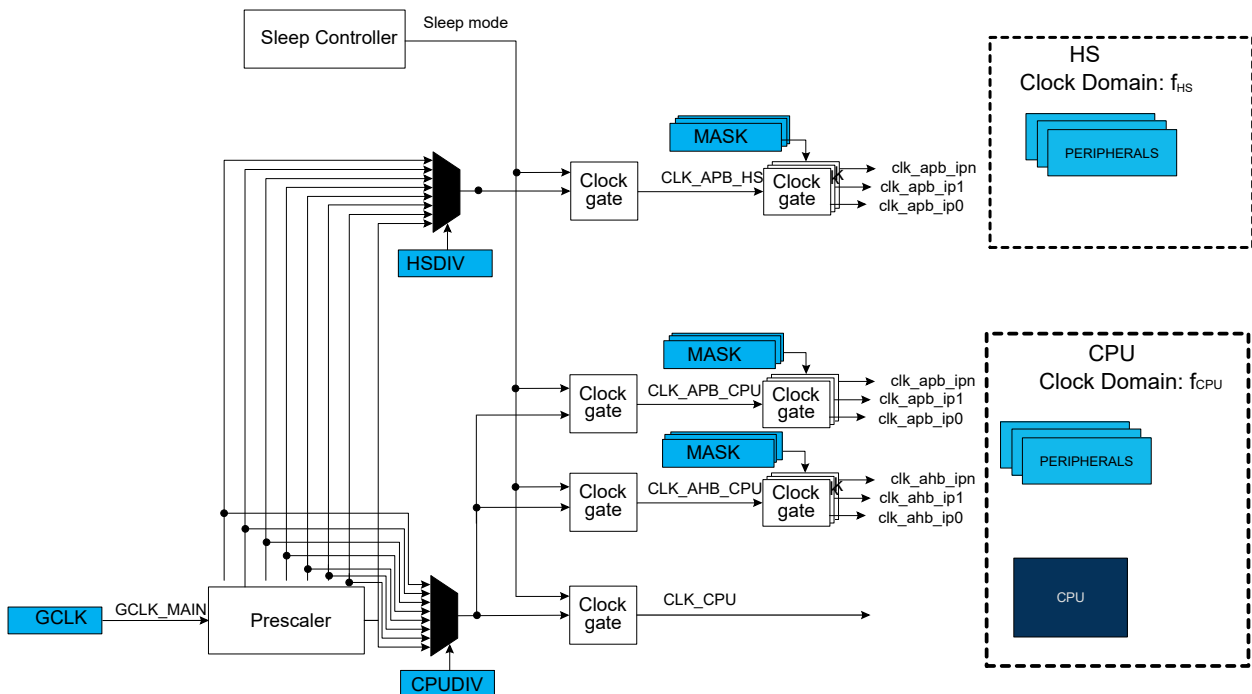 Sleep mode
Sleep Controller
HS
Clock Domain: fHS
MASK
PERIPHERALS
Clock
gate
CLK_APB_HS
Clock
gate
K
clk_apb_ipn
clk_apb_ip1
clk_apb_ip0
HSDIV
CPU
Clock Domain: fCPU
MASK
Clock
gate
CLK_APB_CPU
Clock
gate
clk_apb_ipn
clk_apb_ip1
clk_apb_ip0
PERIPHERALS
MASK
Clock
gate
CLK_AHB_CPU
Clock
gate
K
clk_ahb_ipn
clk_ahb_ip1
clk_ahb_ip0
CPU
GCLK
GCLK_MAIN
Prescaler
Clock
gate
CLK_CPU
CPUDIV